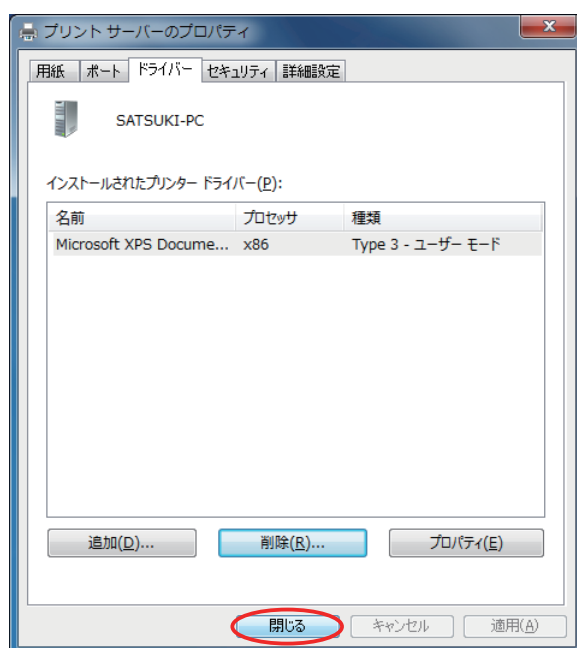 プリント サーバーのプロパティ
用紙 ポート ドライバー セキュリティ 詳細設定
SATSUKI-PC
インストールされたプリンター ドライバー(P):
名前 プロセッサ 種類
Microsoft XPS Docume... x86 Type 3 - ユーザー モード
追加(D)... 削除(R)... プロパティ(E)
閉じる キャンセル 適用(A)